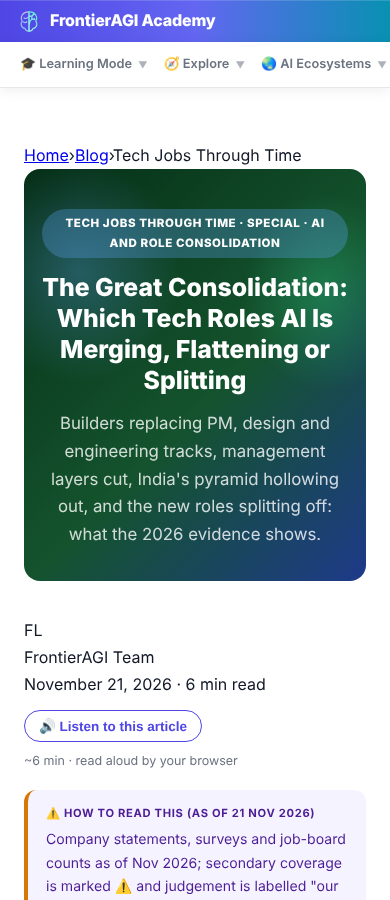 FrontierAGI Academy
🎓 Learning Mode ▼ 🧭 Explore ▼ 🌏 AI Ecosystems ▼
Home›Blog›Tech Jobs Through Time
TECH JOBS THROUGH TIME · SPECIAL · AI
AND ROLE CONSOLIDATION
The Great Consolidation:
Which Tech Roles AI Is
Merging, Flattening or
Splitting
Builders replacing PM, design and
engineering tracks, management
layers cut, India's pyramid hollowing
out, and the new roles splitting off:
what the 2026 evidence shows.
FL
FrontierAGI Team
November 21, 2026 · 6 min read
🔊 Listen to this article
~6 min · read aloud by your browser
⚠️ HOW TO READ THIS (AS OF 21 NOV 2026)
Company statements, surveys and job-board
counts as of Nov 2026; secondary coverage
is marked ⚠️ and judgement is labelled "our